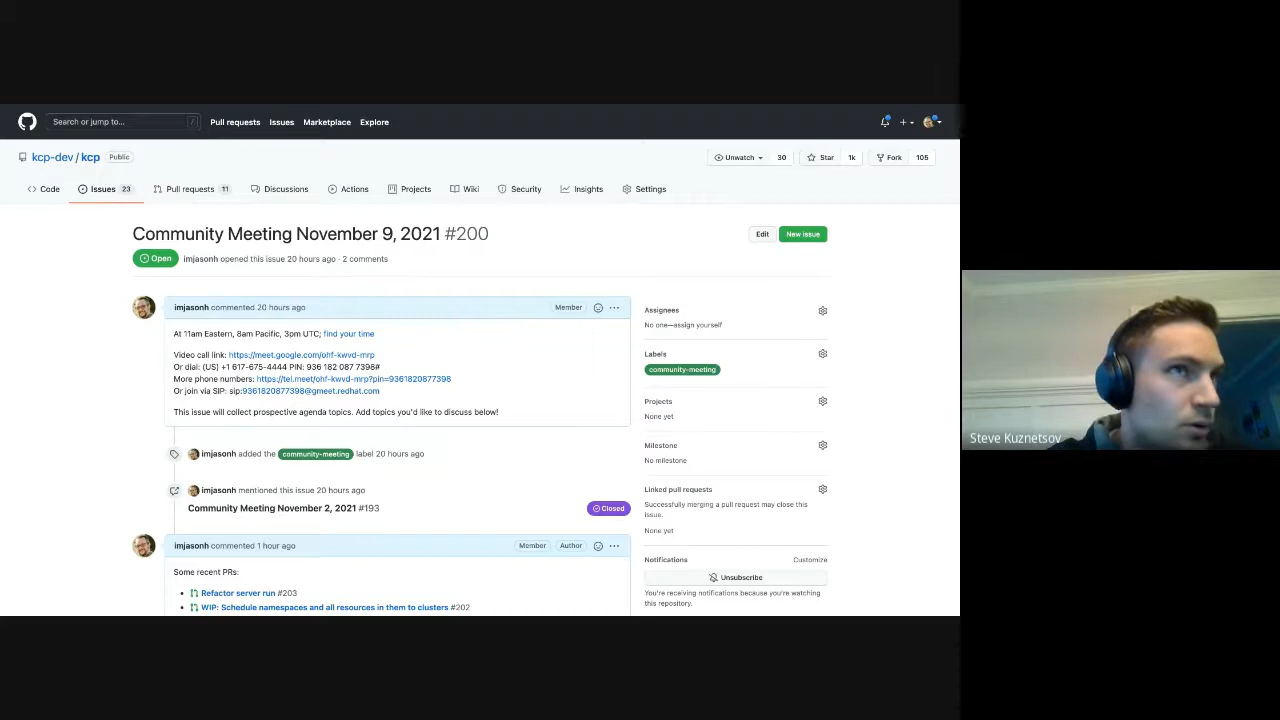 Search or jump to... /
Pull requests Issues Marketplace Explore
kcp-dev / kcp Public
Unwatch 30 Star 1k Fork 105
Code Issues 23 Pull requests 11 Discussions Actions Projects Wiki Security Insights Settings
Community Meeting November 9, 2021 #200
Edit New issue
Open imjasonh opened this issue 20 hours ago · 2 comments
imjasonh commented 20 hours ago Member
At 11am Eastern, 8am Pacific, 3pm UTC; find your time
Video call link: https://meet.google.com/ohf-kwvd-mrp
Or dial: (US) +1 617-675-4444 PIN: 936 182 087 7398#
More phone numbers: https://tel.meet/ohf-kwvd-mrp?pin=9361820877398
Or join via SIP: sip:9361820877398@gmeet.redhat.com
This issue will collect prospective agenda topics. Add topics you'd like to discuss below!
imjasonh added the community-meeting label 20 hours ago
imjasonh mentioned this issue 20 hours ago
Community Meeting November 2, 2021 #193 Closed
imjasonh commented 1 hour ago Member Author
Some recent PRs:
Refactor server run #203
WIP: Schedule namespaces and all resources in them to clusters #202
Assignees
No one—assign yourself
Labels
community-meeting
Projects
None yet
Milestone
No milestone
Linked pull requests
Successfully merging a pull request may close this
issue.
None yet
Notifications Customize
Unsubscribe
You're receiving notifications because you're watching
this repository.
Steve Kuznetsov